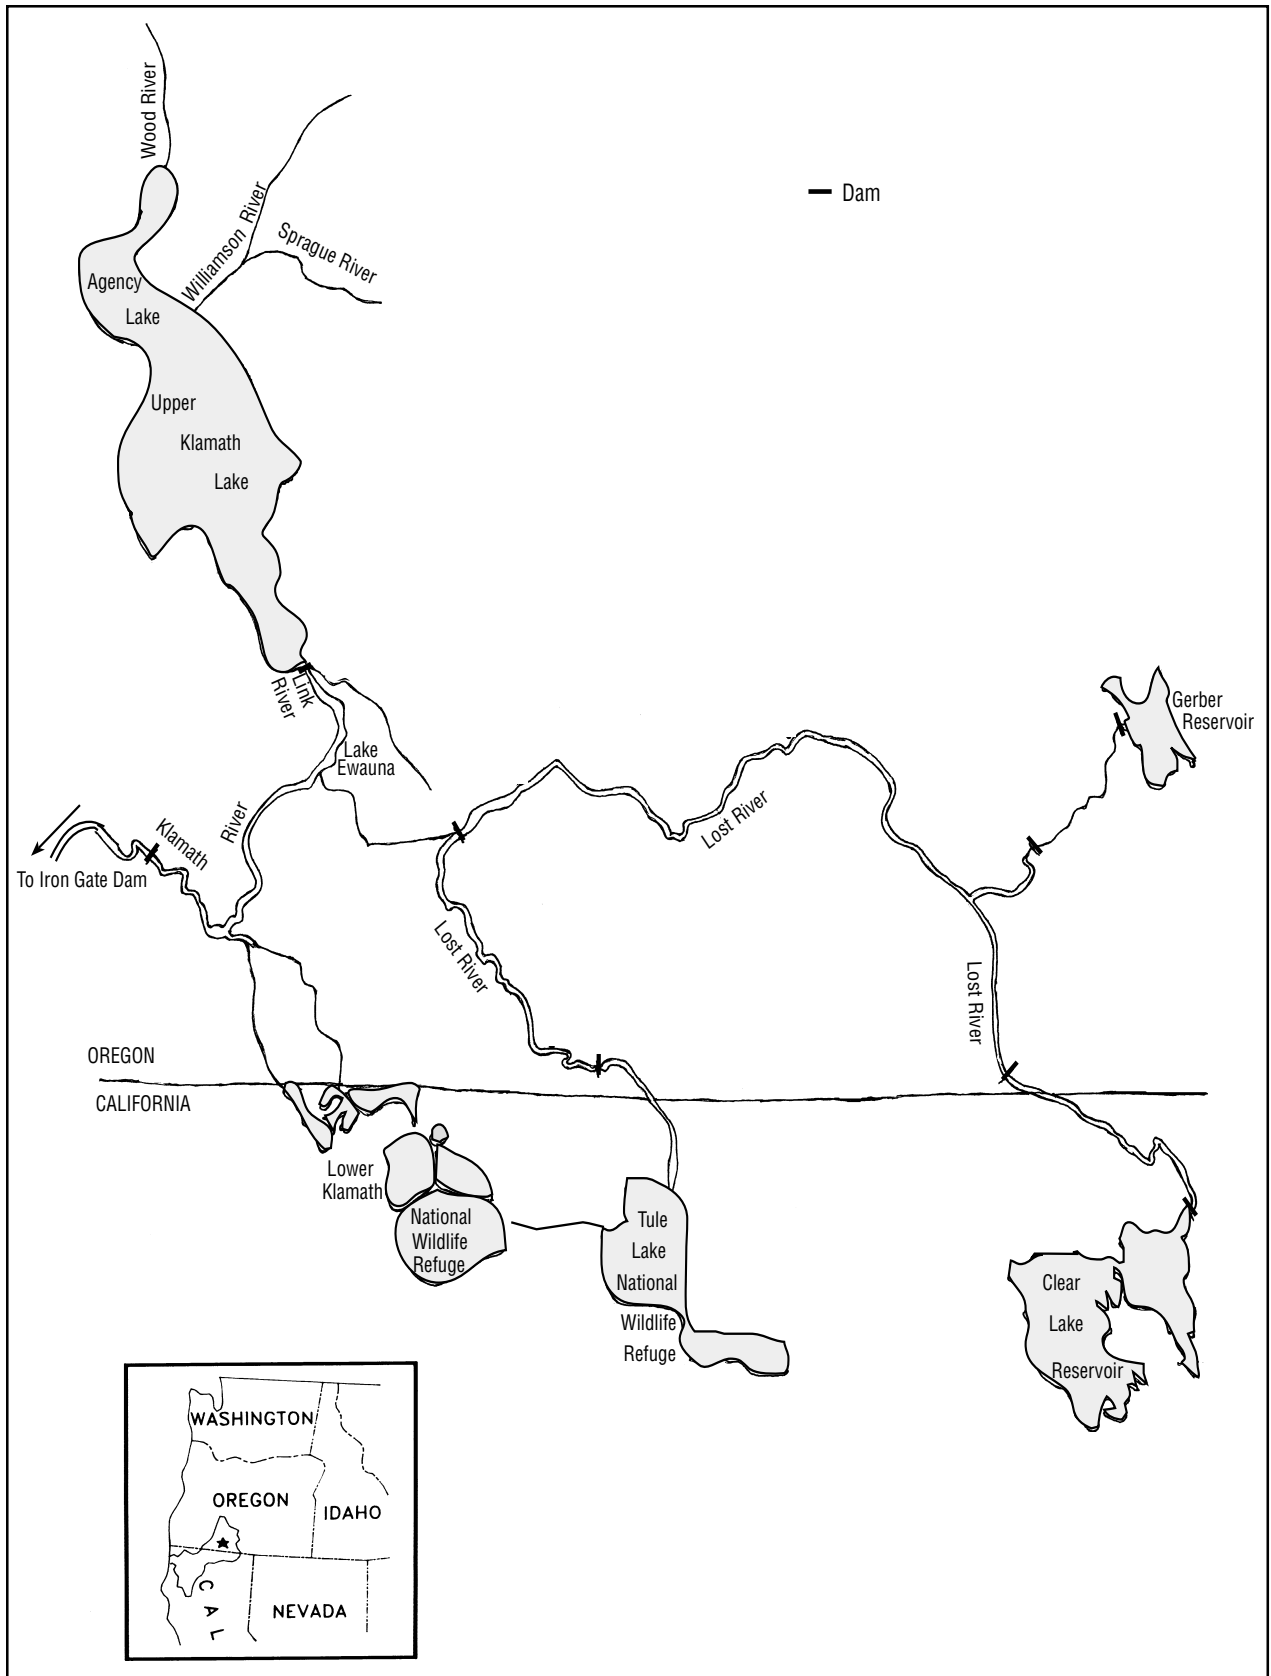 Wood River
Dam
Williamson River
Sprague River
Agency
Lake
Upper
Klamath
Lake
Link
River
Lake
Ewauna
Gerber
Reservoir
River
Klamath
Lost River
To Iron Gate Dam
Lost River
Lost River
OREGON
CALIFORNIA
Lower
Klamath
National
Wildlife
Refuge
Tule
Lake
National
Wildlife
Refuge
Clear
Lake
Reservoir
WASHINGTON
OREGON
IDAHO
CAL
NEVADA